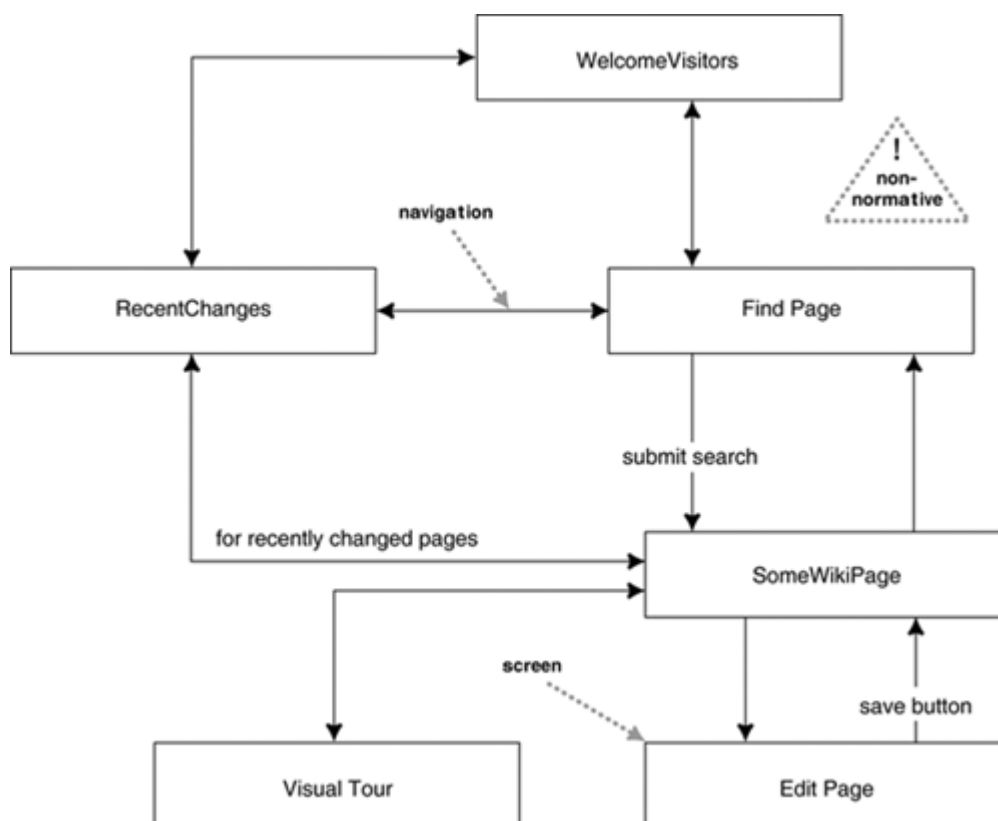 WelcomeVisitors
!
non-
normative
navigation
RecentChanges
Find Page
submit search
for recently changed pages
SomeWikiPage
screen
save button
Visual Tour
Edit Page